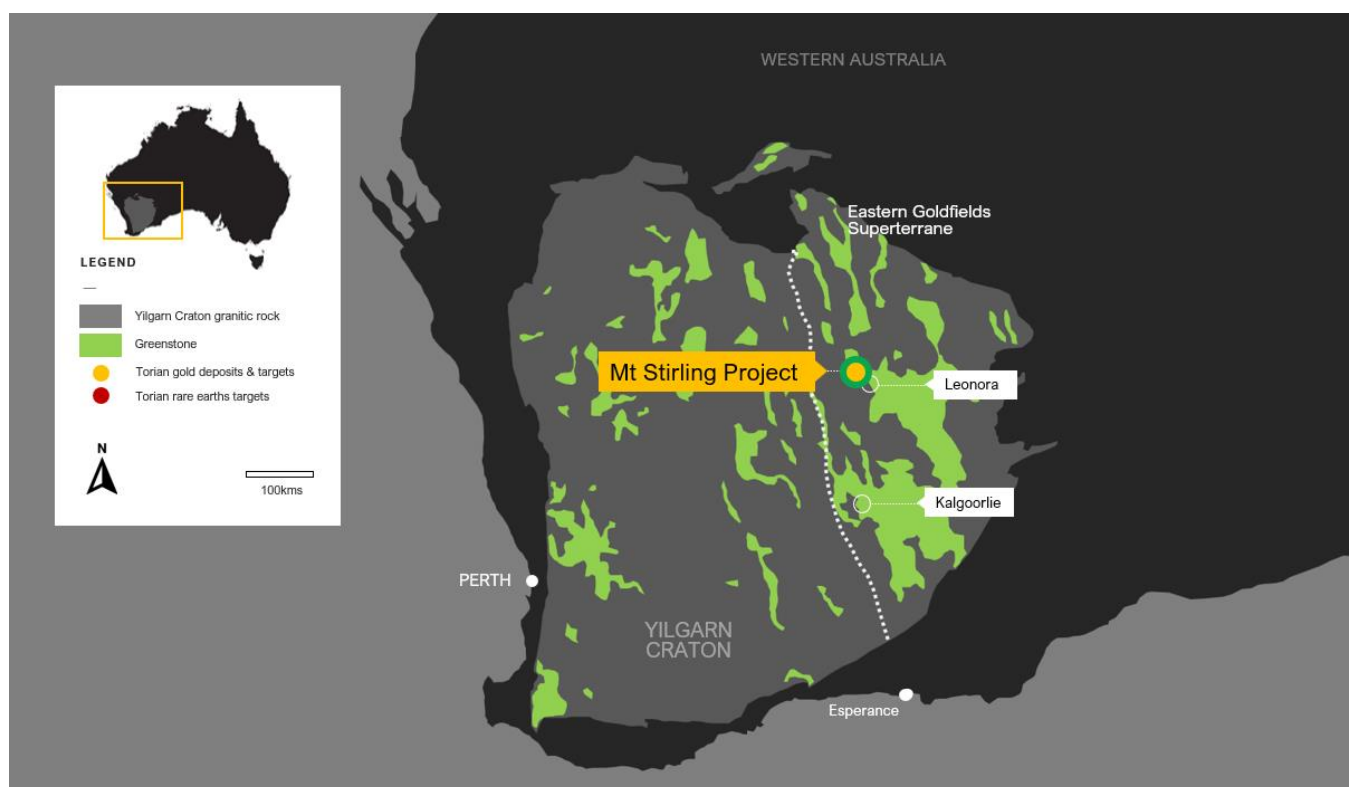 WESTERN AUSTRALIA
LEGEND
Yilgarn Craton granitic rock
Greenstone
Torian gold deposits & targets
Torian rare earths targets
N
100kms
Eastern Goldfields
Superterrane
Mt Stirling Project
Leonora
Kalgoorlie
PERTH
YILGARN
CRATON
Esperance